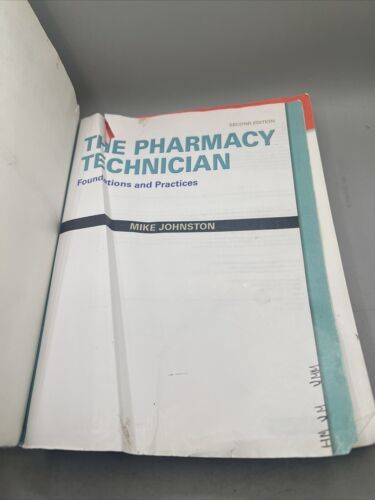 SECOND EDITION
THE PHARMACY
TECHNICIAN
Foundations and Practices
MIKE JOHNSTON